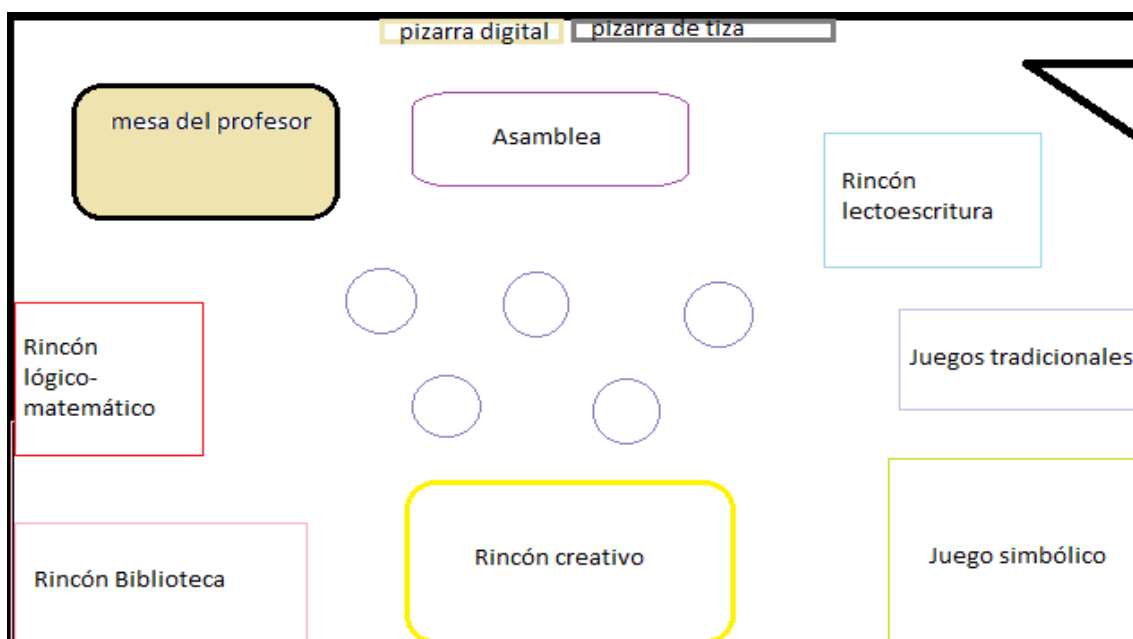 pizarra digital
pizarra de tiza
mesa del profesor
Asamblea
Rincón
lectoescritura
Rincón
lógico-
matemático
Juegos tradicionales
Rincón Biblioteca
Rincón creativo
Juego simbólico